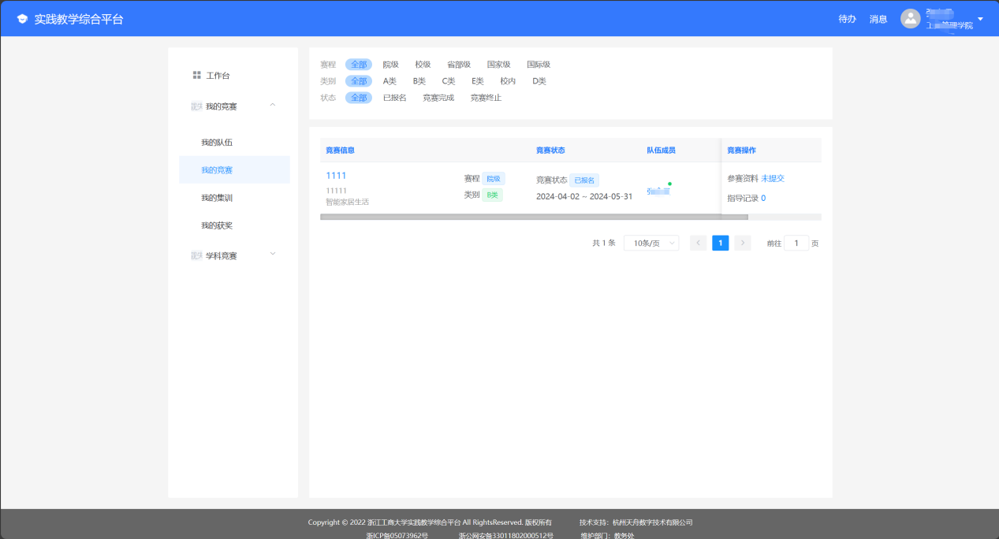 实践教学综合平台
待办 消息
管理学院
工作台
我的竞赛
我的队伍
我的竞赛
我的集训
我的获奖
学科竞赛
赛程 全部 院级 校级 省部级 国家级 国际级
类别 全部 A类 B类 C类 E类 校内 D类
状态 全部 已报名 竞赛完成 竞赛终止
竞赛信息 竞赛状态 队伍成员 竞赛操作
1111
11111
智能家居生活
赛程 院级
类别 B类
竞赛状态 已报名
2024-04-02 ~ 2024-05-31
参赛资料 未提交
指导记录 0
共 1 条 10条/页 1 前往 1 页
Copyright © 2022 浙江工商大学实践教学综合平台 All RightsReserved. 版权所有 技术支持：杭州天舟数字技术有限公司
浙ICP备05073962号 浙公网安备33011802000512号 维护部门：教务处